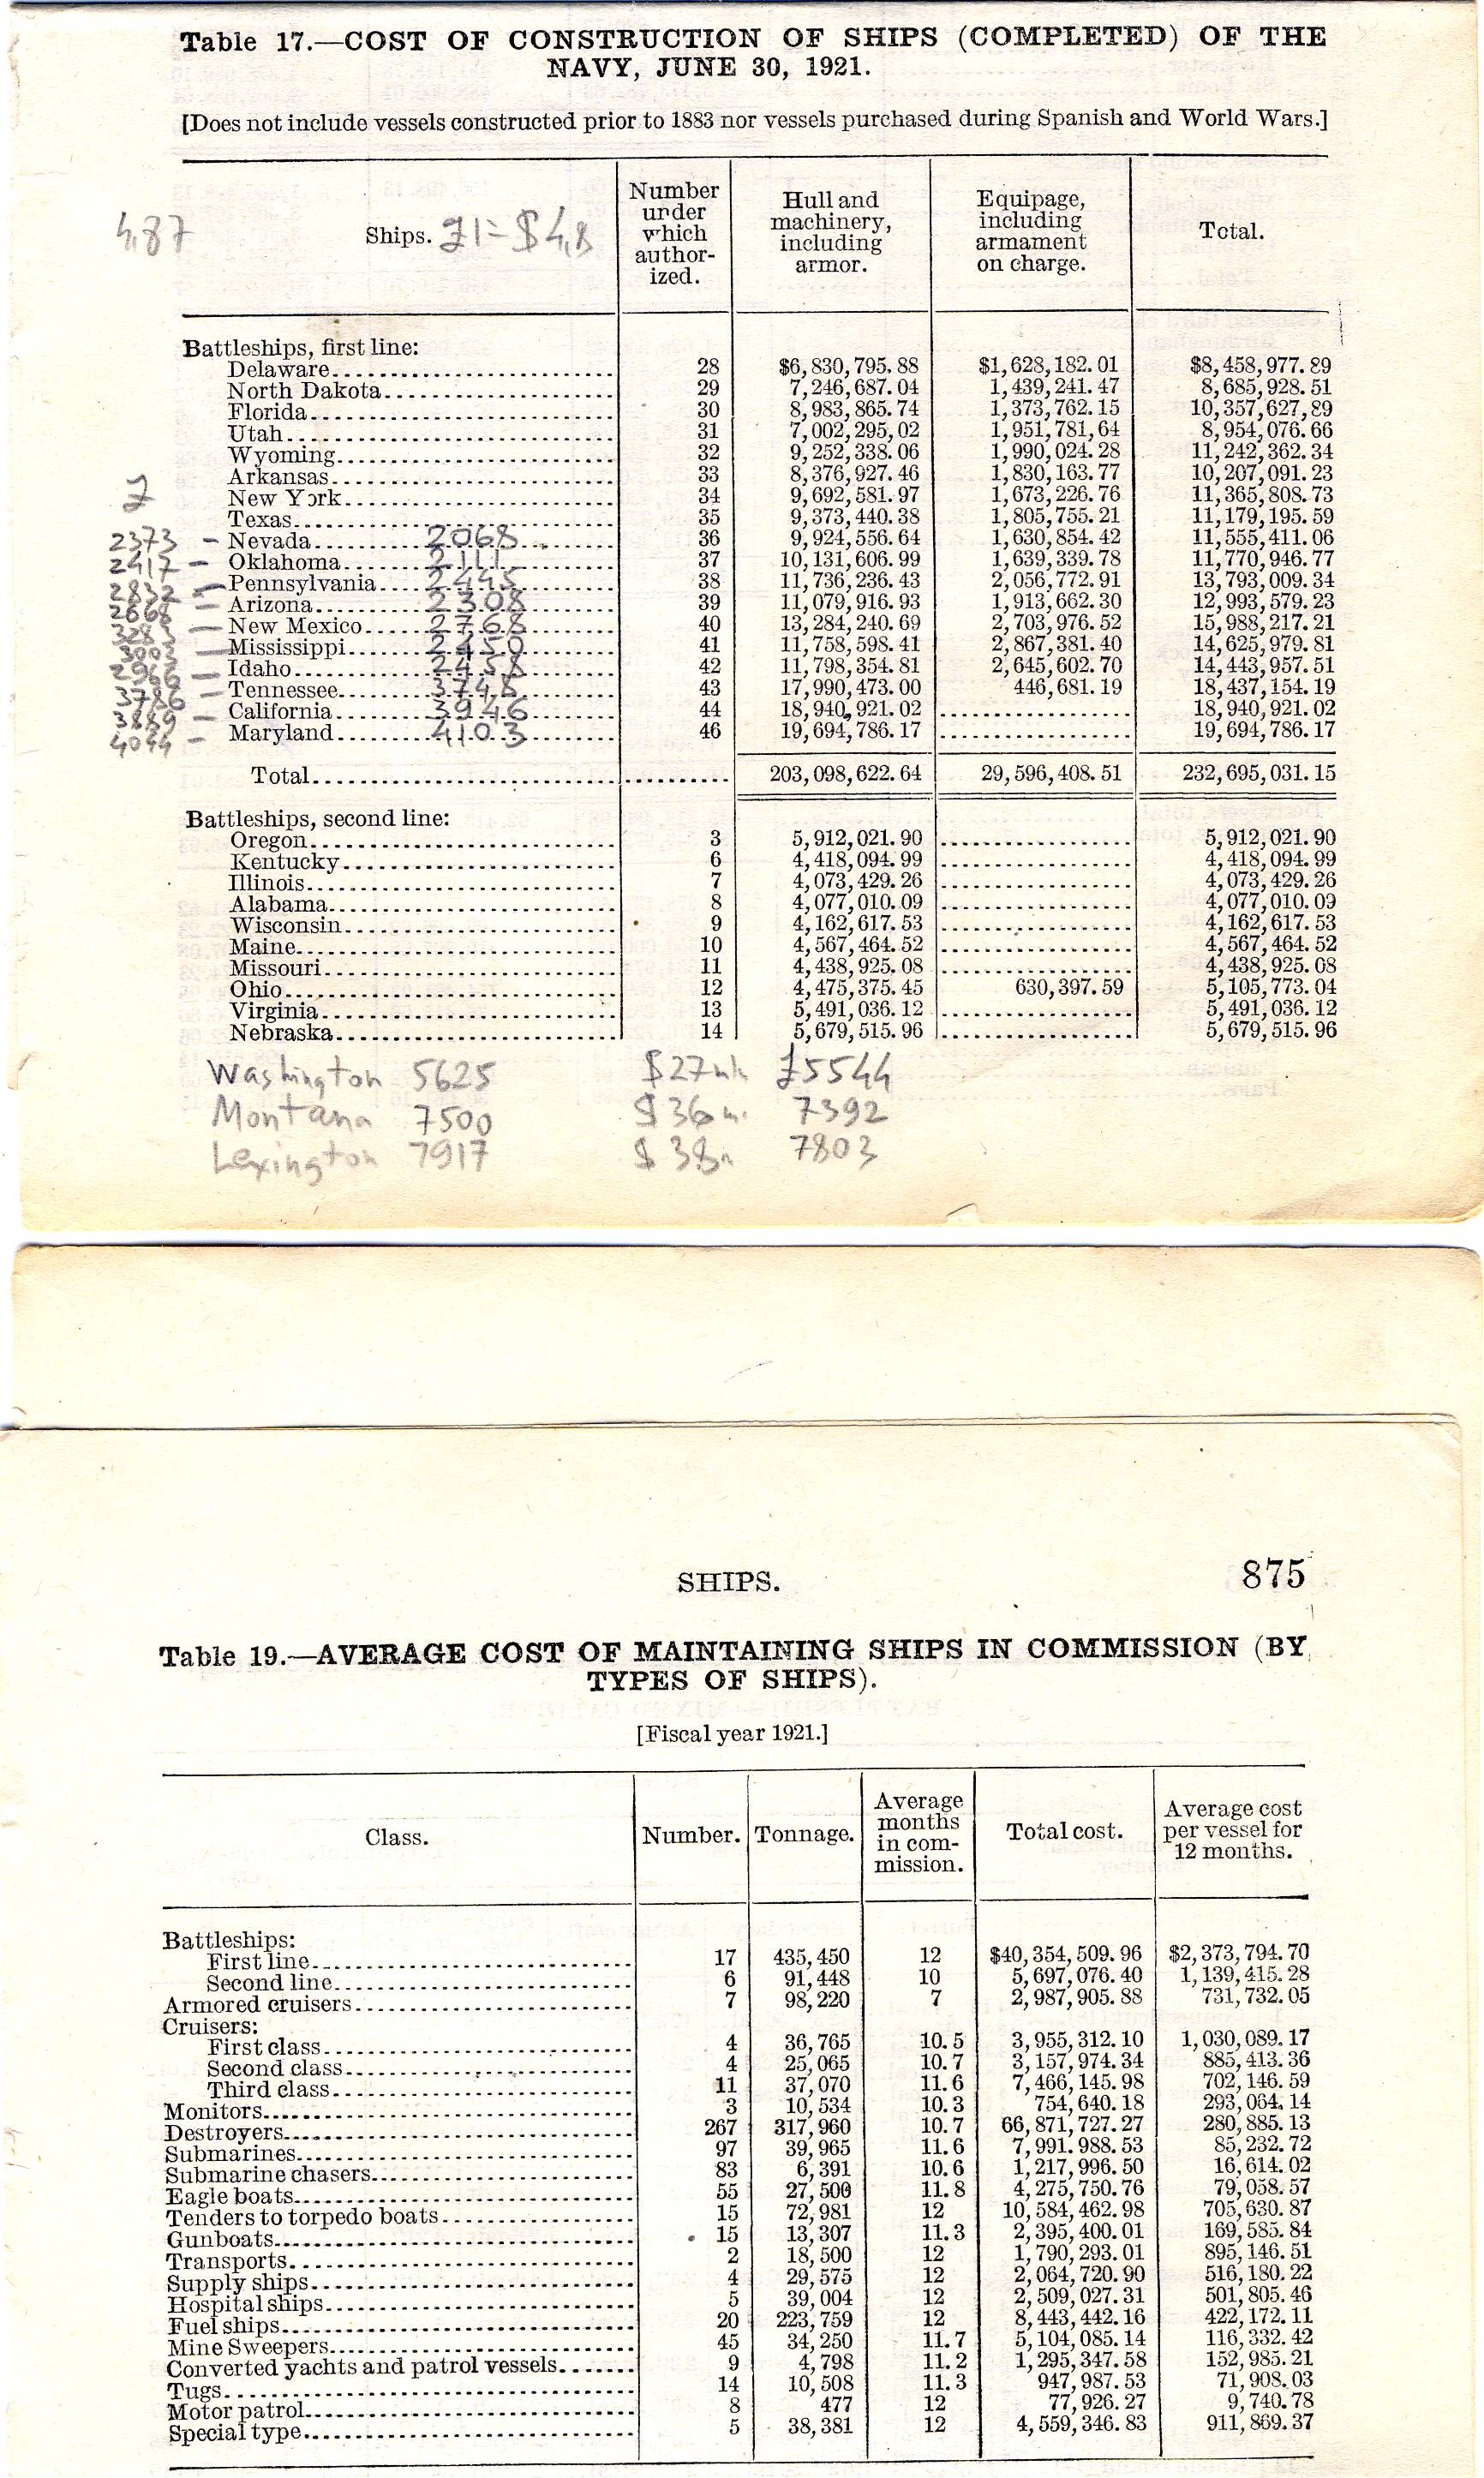 Table 17.—COST OF CONSTRUCTION OF SHIPS (COMPLETED) OF THE
NAVY, JUNE 30, 1921.
[Does not include vessels constructed prior to 1883 nor vessels purchased during Spanish and World Wars.]
4,87 Ships. £1=$4,8 Number under which author-ized. Hull and machinery, including armor. Equipage, including armament on charge. Total.
Battleships, first line:
Delaware 28 $6,830,795.88 $1,628,182.01 $8,458,977.89
North Dakota 29 7,246,687.04 1,439,241.47 8,685,928.51
Florida 30 8,983,865.74 1,373,762.15 10,357,627,89
Utah 31 7,002,295,02 1,951,781,64 8,954,076.66
Wyoming 32 9,252,338.06 1,990,024.28 11,242,362.34
Arkansas 33 8,376,927.46 1,830,163.77 10,207,091.23
New York 34 9,692,581.97 1,673,226.76 11,365,808.73
Texas 35 9,373,440.38 1,805,755.21 11,179,195.59
2373 - Nevada 2068 36 9,924,556.64 1,630,854.42 11,555,411.06
2417 - Oklahoma 2111 37 10,131,606.99 1,639,339.78 11,770,946.77
2832 - Pennsylvania 2445 38 11,736,236.43 2,056,772.91 13,793,009.34
2668 - Arizona 2308 39 11,079,916.93 1,913,662.30 12,993,579.23
3283 - New Mexico 2768 40 13,284,240.69 2,703,976.52 15,988,217.21
3003 - Mississippi 2450 41 11,758,598.41 2,867,381.40 14,625,979.81
2966 - Idaho 2458 42 11,798,354.81 2,645,602.70 14,443,957.51
3786 - Tennessee 3748 43 17,990,473.00 446,681.19 18,437,154.19
3889 - California 3946 44 18,940,921.02 18,940,921.02
4044 - Maryland 4103 46 19,694,786.17 19,694,786.17
Total 203,098,622.64 29,596,408.51 232,695,031.15
Battleships, second line:
Oregon 3 5,912,021.90 5,912,021.90
Kentucky 6 4,418,094.99 4,418,094.99
Illinois 7 4,073,429.26 4,073,429.26
Alabama 8 4,077,010.09 4,077,010.09
Wisconsin 9 4,162,617.53 4,162,617.53
Maine 10 4,567,464.52 4,567,464.52
Missouri 11 4,438,925.08 4,438,925.08
Ohio 12 4,475,375.45 630,397.59 5,105,773.04
Virginia 13 5,491,036.12 5,491,036.12
Nebraska 14 5,679,515.96 5,679,515.96
Washington 5625 $27mln £5544
Montana 7500 $36m. 7392
Lexington 7917 $38m 7803
SHIPS. 875
Table 19.—AVERAGE COST OF MAINTAINING SHIPS IN COMMISSION (BY
TYPES OF SHIPS).
[Fiscal year 1921.]
Class. Number. Tonnage. Average months in com-mission. Total cost. Average cost per vessel for 12 months.
Battleships:
First line 17 435,450 12 $40,354,509.96 $2,373,794.70
Second line 6 91,448 10 5,697,076.40 1,139,415.28
Armored cruisers 7 98,220 7 2,987,905.88 731,732.05
Cruisers:
First class 4 36,765 10.5 3,955,312.10 1,030,089.17
Second class 4 25,065 10.7 3,157,974.34 885,413.36
Third class 11 37,070 11.6 7,466,145.98 702,146.59
Monitors 3 10,534 10.3 754,640.18 293,064.14
Destroyers 267 317,960 10.7 66,871,727.27 280,885.13
Submarines 97 39,965 11.6 7,991.988.53 85,232.72
Submarine chasers 83 6,391 10.6 1,217,996.50 16,614.02
Eagle boats 55 27,500 11.8 4,275,750.76 79,058.57
Tenders to torpedo boats 15 72,981 12 10,584,462.98 705,630.87
Gunboats 15 13,307 11.3 2,395,400.01 169,585.84
Transports 2 18,500 12 1,790,293.01 895,146.51
Supply ships 4 29,575 12 2,064,720.90 516,180.22
Hospital ships 5 39,004 12 2,509,027.31 501,805.46
Fuel ships 20 223,759 12 8,443,442.16 422,172.11
Mine Sweepers 45 34,250 11.7 5,104,085.14 116,332.42
Converted yachts and patrol vessels 9 4,798 11.2 1,295,347.58 152,985.21
Tugs 14 10,508 11.3 947,987.53 71,908.03
Motor patrol 8 477 12 77,926.27 9,740.78
Special type 5 38,381 12 4,559,346.83 911,869.37